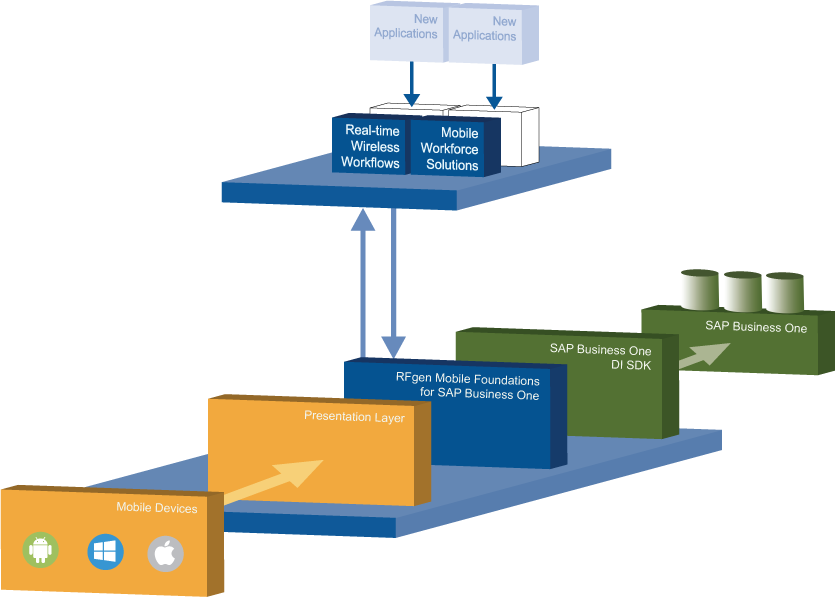 New
Applications
New
Applications
Real-time
Wireless
Workflows
Mobile
Workforce
Solutions
SAP Business One
SAP Business One
DI SDK
RFgen Mobile Foundations
for SAP Business One
Presentation Layer
Mobile Devices